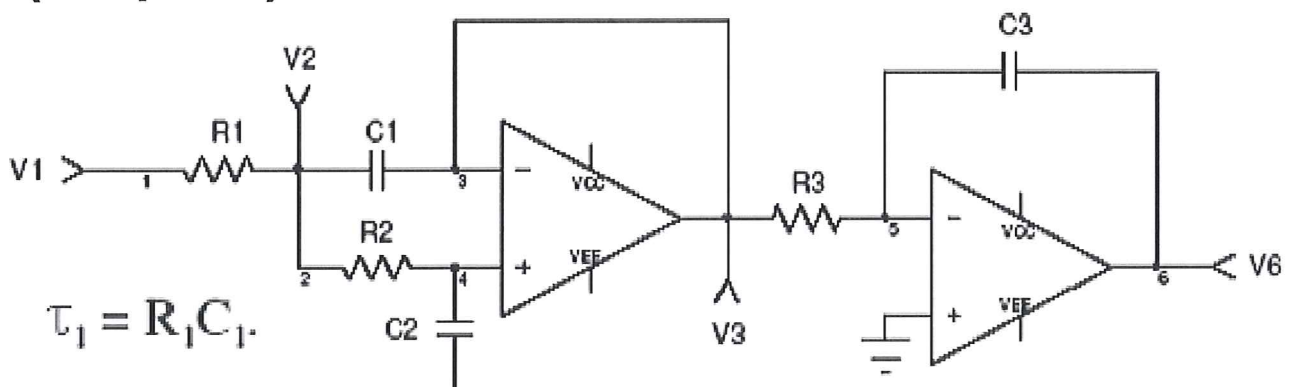 C3
V2
R1
C1
V1
1
3
VCC
R3
R2
5
VCC
VEE
2
4
6
V6
τ₁ = R₁C₁.
C2
V3
VEE